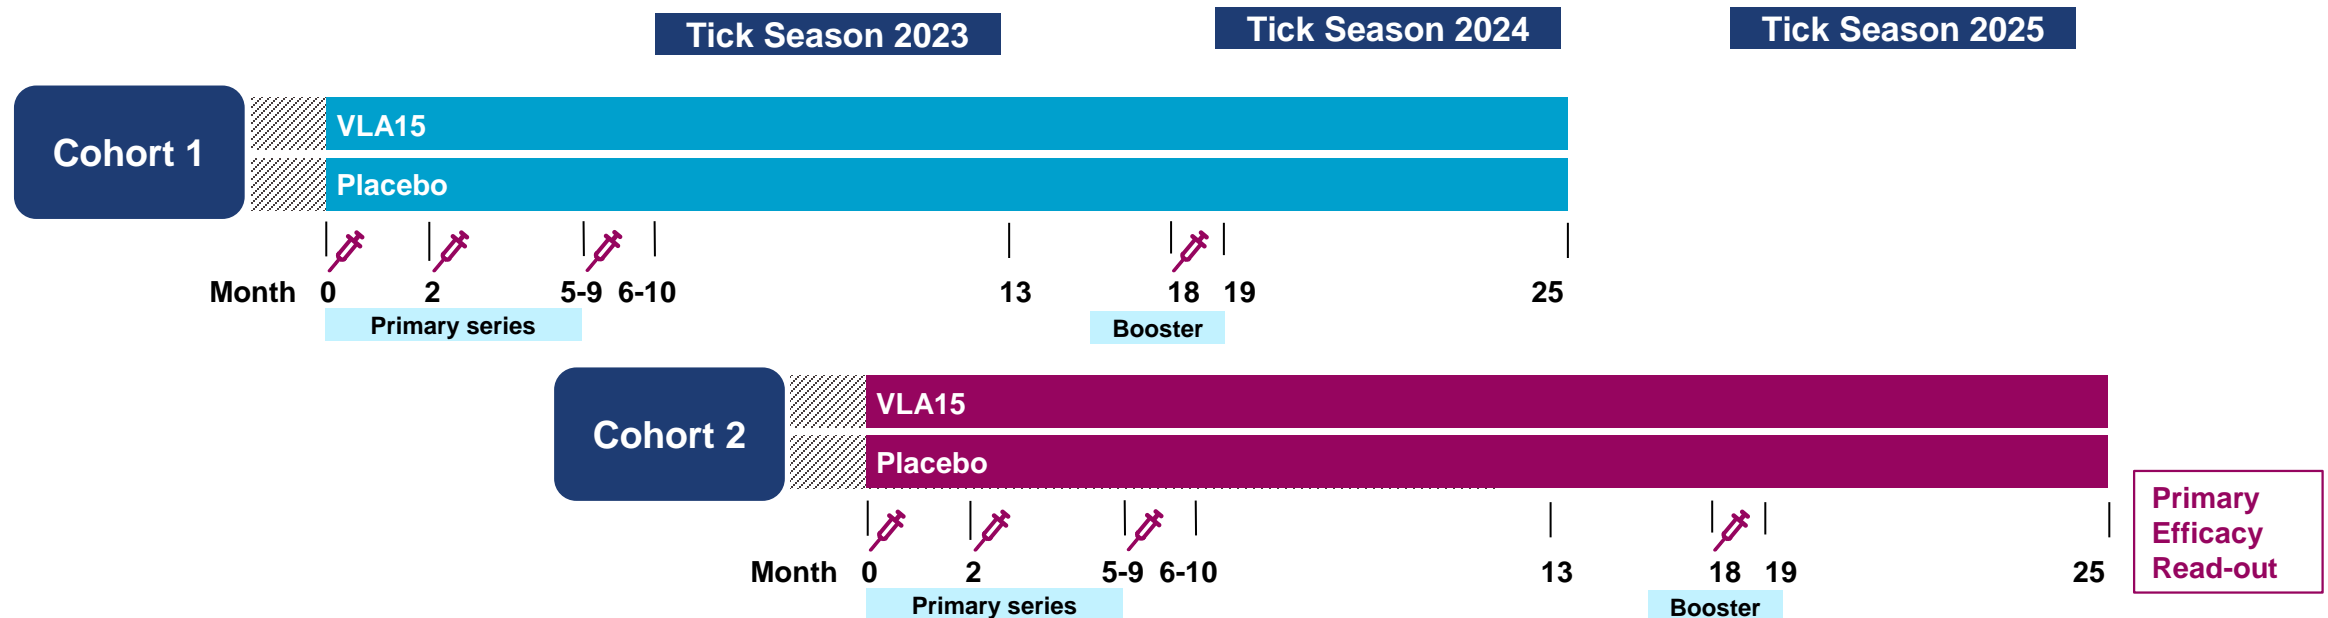 Tick Season 2023 Tick Season 2024 Tick Season 2025
Cohort 1
VLA15
Placebo
Month 0 2 5-9 6-10 13 18 19 25
Primary series Booster
Cohort 2
VLA15
Placebo
Month 0 2 5-9 6-10 13 18 19 25
Primary series Booster
Primary
Efficacy
Read-out